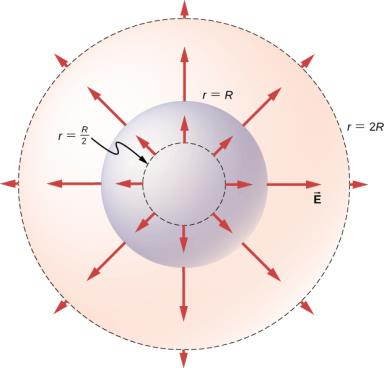 r = R
r = R/2
r = 2R
E⃗